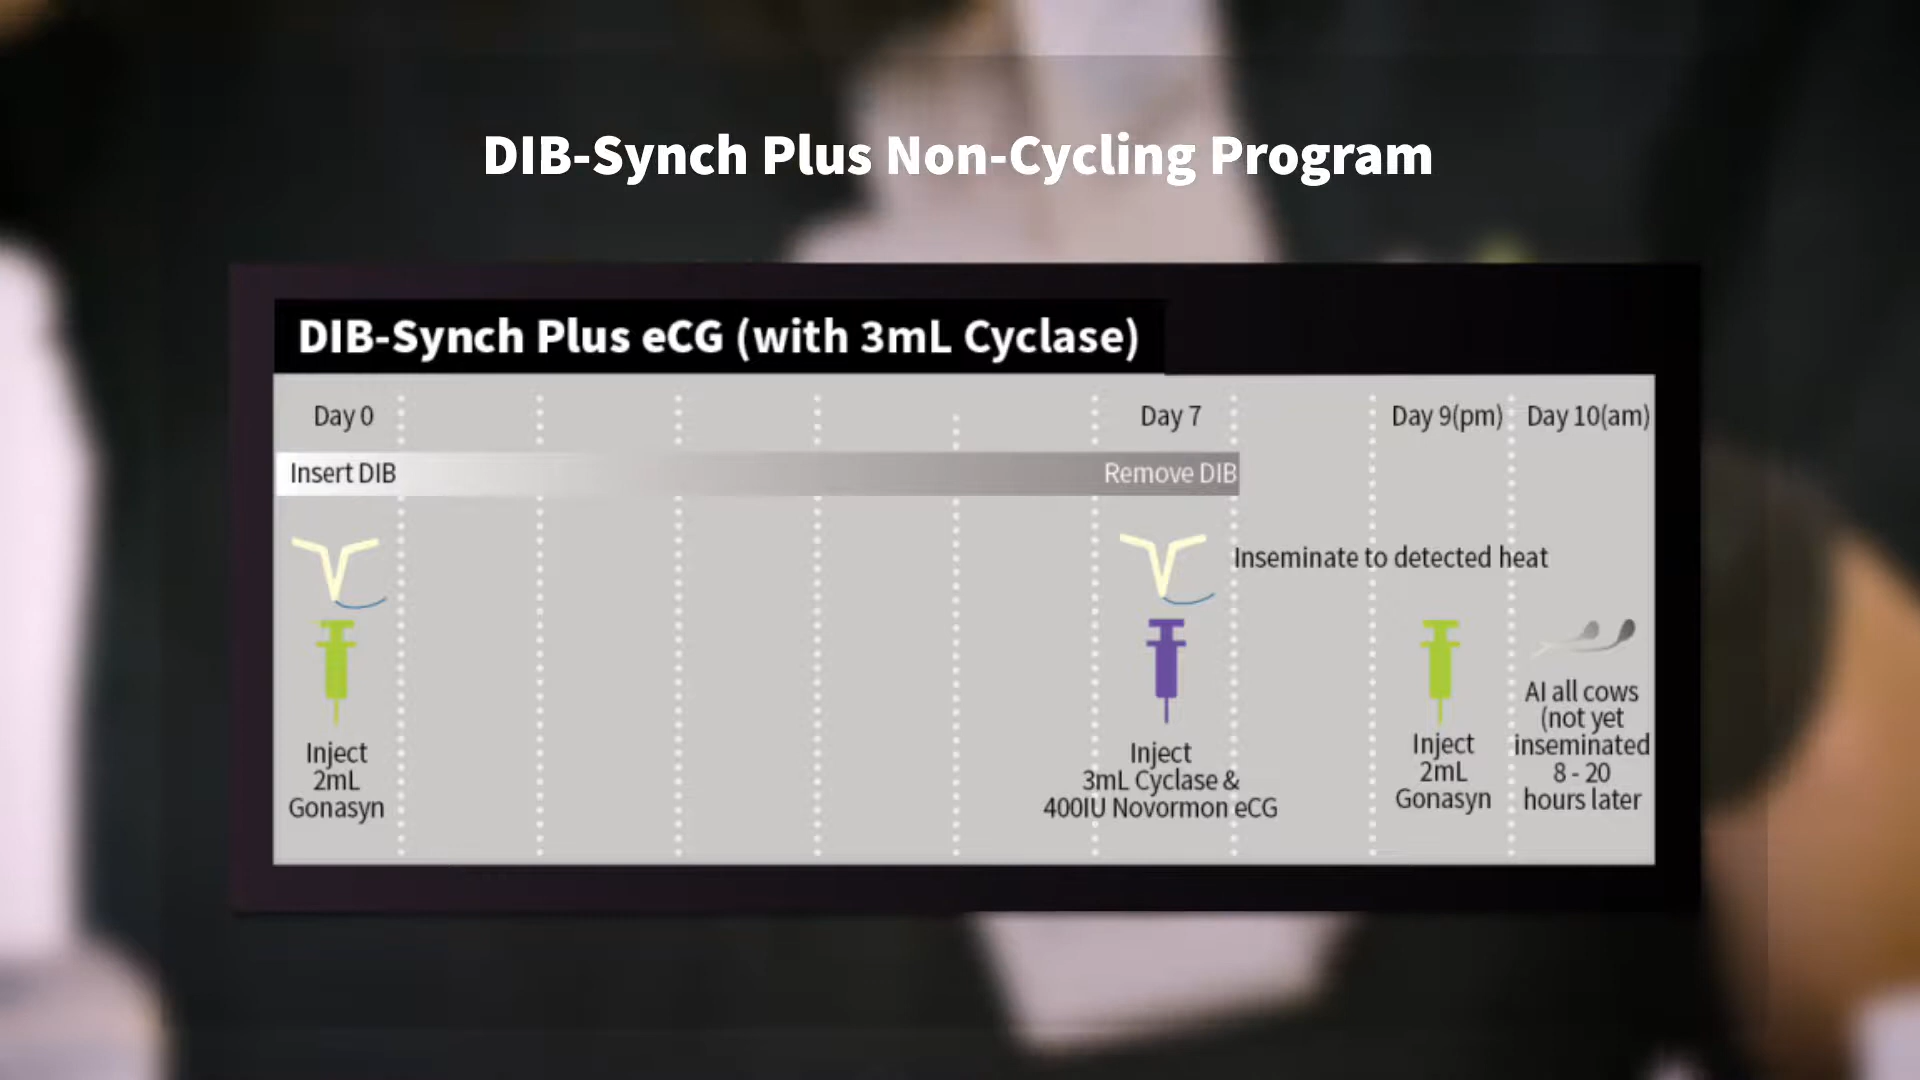 DIB-Synch Plus Non-Cycling Program
DIB-Synch Plus eCG (with 3mL Cyclase)
Day 0
Day 7
Day 9(pm)
Day 10(am)
Insert DIB
Remove DIB
Inseminate to detected heat
Inject
2mL
Gonasyn
Inject
3mL Cyclase &
400IU Novormon eCG
Inject
2mL
Gonasyn
AI all cows
(not yet
inseminated
8 - 20
hours later